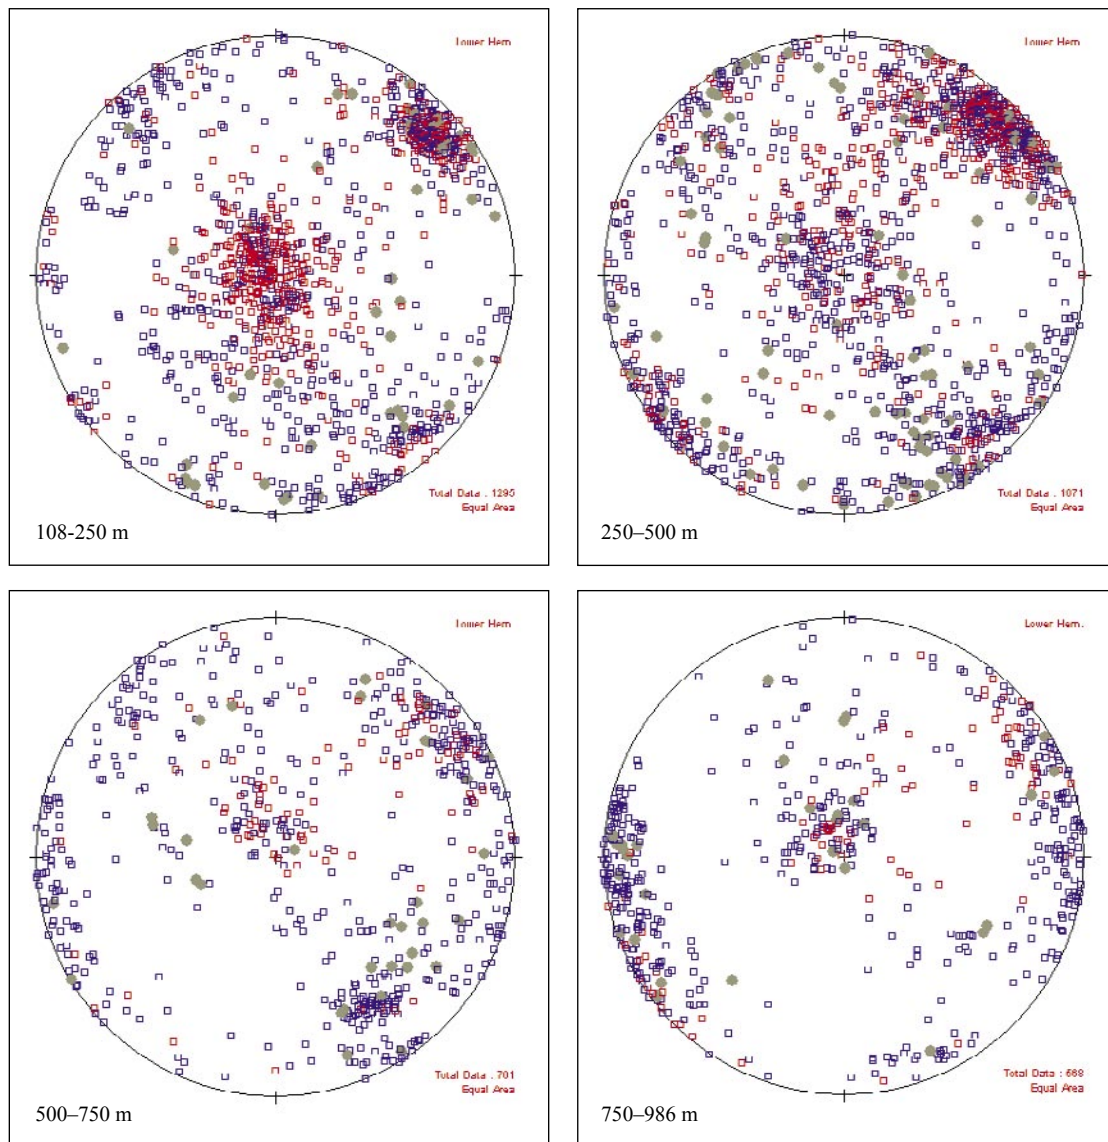 Lower Hem.
Total Data : 1295
Equal Area
108-250 m
Lower Hem.
Total Data : 1071
Equal Area
250–500 m
Lower Hem.
Total Data : 701
Equal Area
500–750 m
Lower Hem.
Total Data : 568
Equal Area
750–986 m